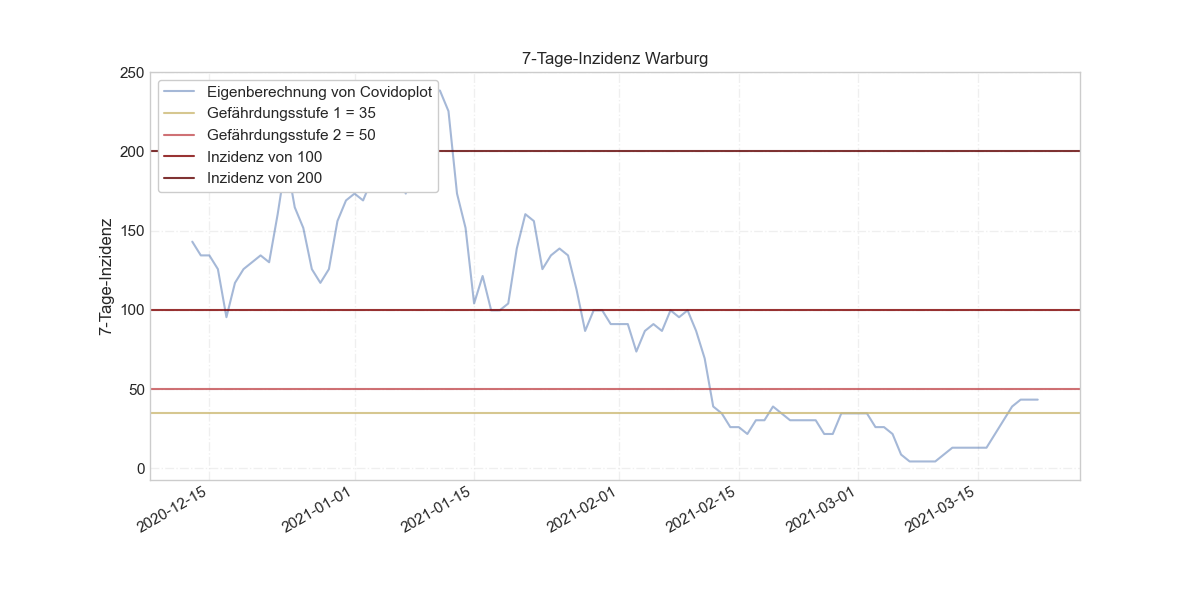 7-Tage-Inzidenz Warburg
250
200
150
100
50
0
7-Tage-Inzidenz
Eigenberechnung von Covidoplot
Gefährdungsstufe 1 = 35
Gefährdungsstufe 2 = 50
Inzidenz von 100
Inzidenz von 200
2020-12-15
2021-01-01
2021-01-15
2021-02-01
2021-02-15
2021-03-01
2021-03-15